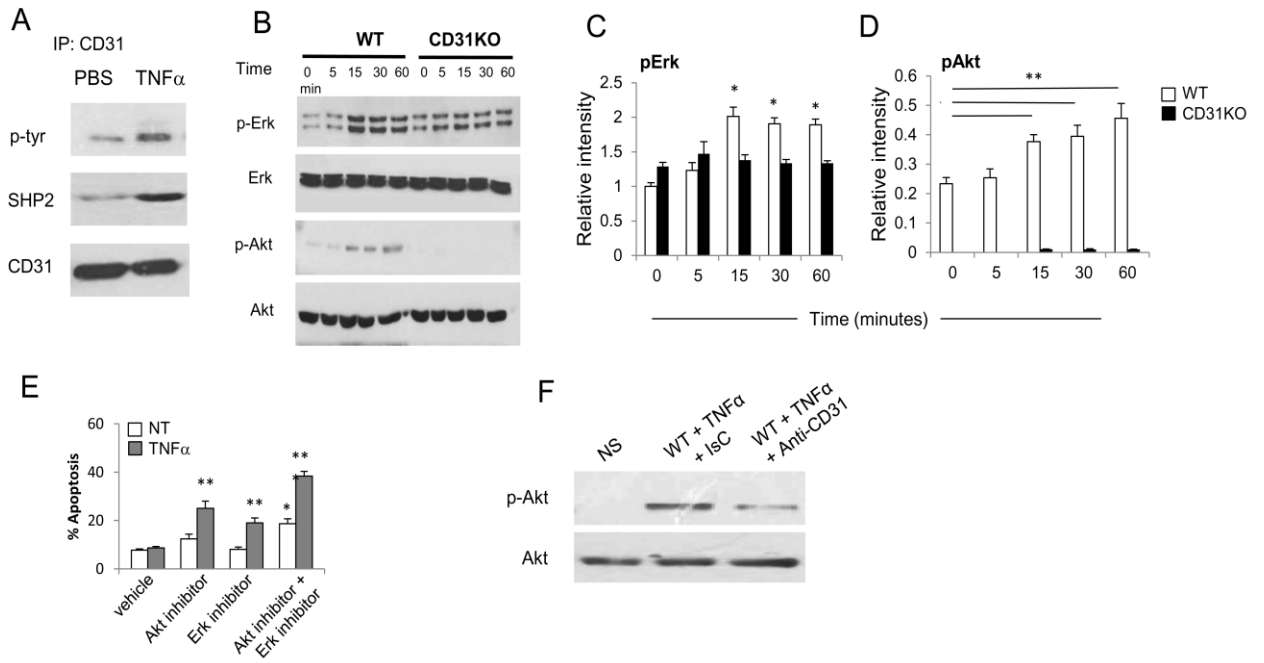 A
IP: CD31
PBS TNFα
p-tyr
SHP2
CD31
B
WT CD31KO
Time 0 5 15 30 60 0 5 15 30 60
min
p-Erk
Erk
p-Akt
Akt
C
pErk
*
*
*
Relative intensity
2.5
2
1.5
1
0.5
0
0 5 15 30 60
D
pAkt
**
WT
CD31KO
Relative intensity
0.6
0.5
0.4
0.3
0.2
0.1
0
0 5 15 30 60
Time (minutes)
E
NT
TNFα
% Apoptosis
60
40
20
0
**
**
*
**
*
vehicle
Akt inhibitor
Erk inhibitor
Akt inhibitor +
Erk inhibitor
F
NS
WT + TNFα
+ IsC
WT + TNFα
+ Anti-CD31
p-Akt
Akt